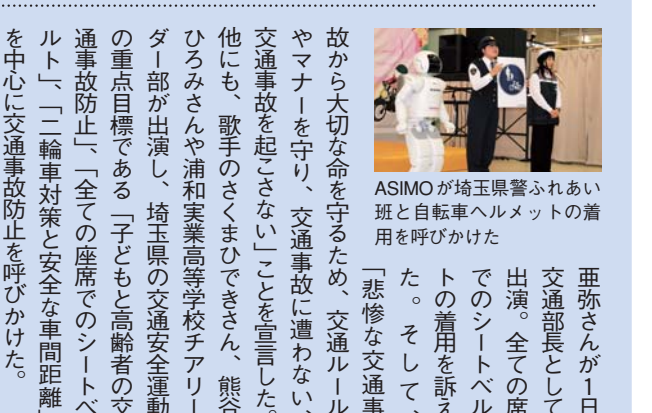 ASIMOが埼玉県警ふれあい
班と自転車ヘルメットの着
用を呼びかけた
亜弥さんが1日
交通部長として
出演。全ての席
でのシートベル
トの着用を訴え
た。そして、
「悲惨な交通事
故から大切な命を守るため、交通ルール
やマナーを守り、交通事故に遭わない、
交通事故を起こさない」ことを宣言した。
他にも、歌手のさくまひできさん、熊谷
ひろみさんや浦和実業高等学校チアリー
ダー部が出演し、埼玉県の交通安全運動
の重点目標である「子どもと高齢者の交
通事故防止」、「全ての座席でのシートベ
ルト」、「二輪車対策と安全な車間距離」
を中心に交通事故防止を呼びかけた。